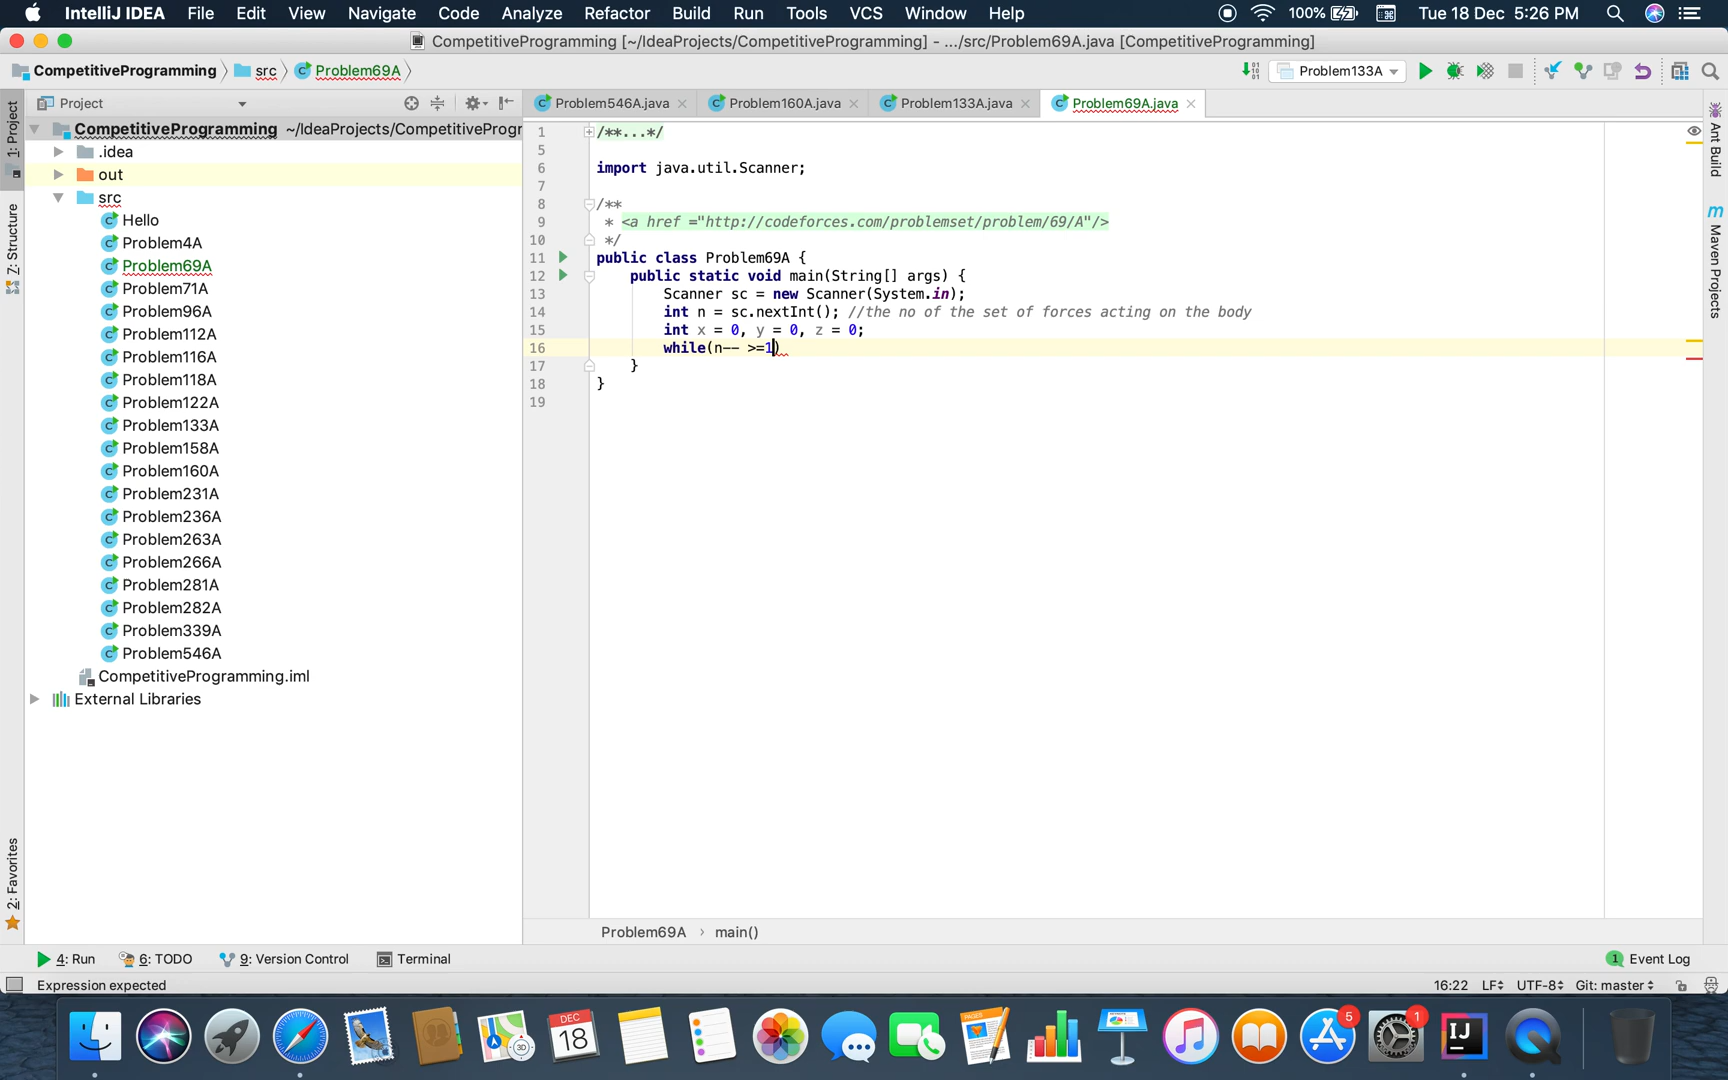 IntelliJ IDEA File Edit View Navigate Code Analyze Refactor Build Run Tools VCS Window Help 100% Tue 18 Dec 5:26 PM
CompetitiveProgramming [~/IdeaProjects/CompetitiveProgramming] - .../src/Problem69A.java [CompetitiveProgramming]
CompetitiveProgramming src Problem69A Problem133A
Project
Problem546A.java Problem160A.java Problem133A.java Problem69A.java
1: Project
Z: Structure
2: Favorites
CompetitiveProgramming ~/IdeaProjects/CompetitiveProgr
.idea
out
src
Hello
Problem4A
Problem69A
Problem71A
Problem96A
Problem112A
Problem116A
Problem118A
Problem122A
Problem133A
Problem158A
Problem160A
Problem231A
Problem236A
Problem263A
Problem266A
Problem281A
Problem282A
Problem339A
Problem546A
CompetitiveProgramming.iml
External Libraries
1 /**...*/
5
6 import java.util.Scanner;
7
8 /**
9 * <a href ="http://codeforces.com/problemset/problem/69/A"/>
10 */
11 public class Problem69A {
12 public static void main(String[] args) {
13 Scanner sc = new Scanner(System.in);
14 int n = sc.nextInt(); //the no of the set of forces acting on the body
15 int x = 0, y = 0, z = 0;
16 while(n-- >=1)
17 }
18 }
19
Ant Build
m Maven Projects
Problem69A › main()
4: Run 6: TODO 9: Version Control Terminal 1 Event Log
Expression expected 16:22 LF UTF-8 Git: master
DEC
18
3D
PAGES
5
1
IJ